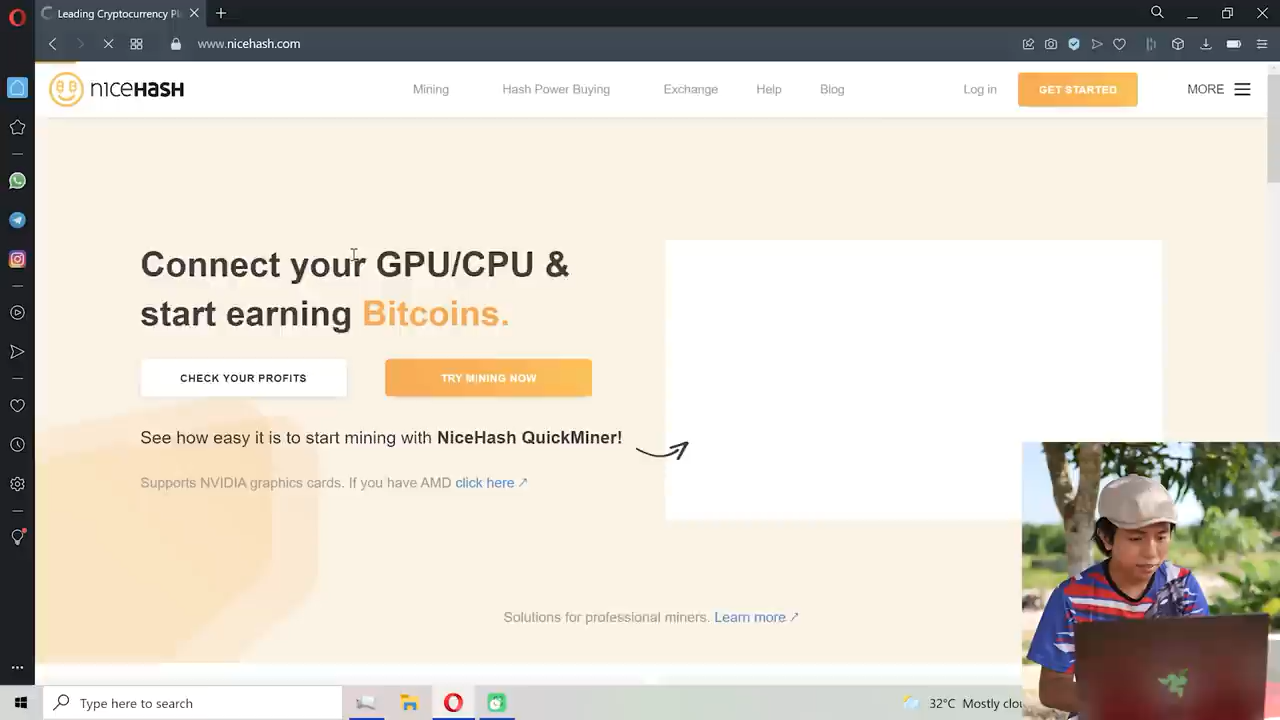 Leading Cryptocurrency Pl
www.nicehash.com
niceHASH
Mining
Hash Power Buying
Exchange
Help
Blog
Log in
GET STARTED
MORE
Connect your GPU/CPU &
start earning Bitcoins.
CHECK YOUR PROFITS
TRY MINING NOW
See how easy it is to start mining with NiceHash QuickMiner!
Supports NVIDIA graphics cards. If you have AMD click here ↗
Solutions for professional miners. Learn more ↗
Type here to search
32°C Mostly clou